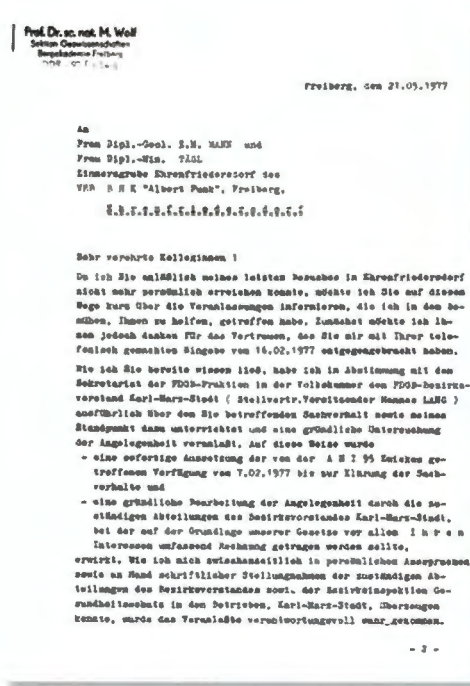 Prof. Dr. sc. nat. M. Wolf
Sektion Geowissenschaften
Bergakademie Freiberg
Freiberg, den 21.05.1977
An
Frau Dipl.-Geol. E.M. MANN und
Frau Dipl.-Min. TÄGL
Zinnerzgrube Ehrenfriedersdorf des
VEB B H K "Albert Funk", Freiberg,
E.h.r.e.n.f.r.i.e.d.e.r.s.d.o.r.f
Sehr verehrte Kolleginnen !
Da ich Sie anläßlich meines letzten Besuches in Ehrenfriedersdorf
nicht mehr persönlich erreichen konnte, möchte ich Sie auf diesem
Wege kurz über die Veranlassungen informieren, die ich in dem Be-
mühen, Ihnen zu helfen, getroffen habe. Zunächst möchte ich Ih-
nen jedoch danken für das Vertrauen, das Sie mir mit Ihrer tele-
fonisch gemachten Eingabe vom 16.02.1977 entgegengebracht haben.
Wie ich Sie bereits wissen ließ, habe ich in Abstimmung mit dem
Sekretariat der FDGB-Fraktion in der Volkskammer den FDGB-Bezirks-
vorstand Karl-Marx-Stadt ( Stellvertr.Vorsitzender Hannes LANG )
ausführlich über den Sie betreffenden Sachverhalt sowie meinen
Standpunkt dazu unterrichtet und eine gründliche Untersuchung
der Angelegenheit veranlaßt. Auf diese Weise wurde
- eine sofortige Aussetzung der von der A H I 95 Zwickau ge-
troffenen Verfügung vom 7.02.1977 bis zur Klärung der Sach-
verhalte und
- eine gründliche Bearbeitung der Angelegenheit durch die zu-
ständigen Abteilungen des Bezirksvorstandes Karl-Marx-Stadt,
bei der auf der Grundlage unserer Gesetze vor allem I h r e n
Interessen umfassend Rechnung getragen werden sollte,
erwirkt. Wie ich mich zwischenzeitlich in persönlichen Aussprachen
sowie an Hand schriftlicher Stellungnahmen der zuständigen Ab-
teilungen des Bezirksvorstandes sowie der Bezirksinspektion Ge-
sundheitsschutz in den Betrieben, Karl-Marx-Stadt, überzeugen
konnte, wurde das Veranlaßte verantwortungsvoll wahrgenommen.
- 2 -